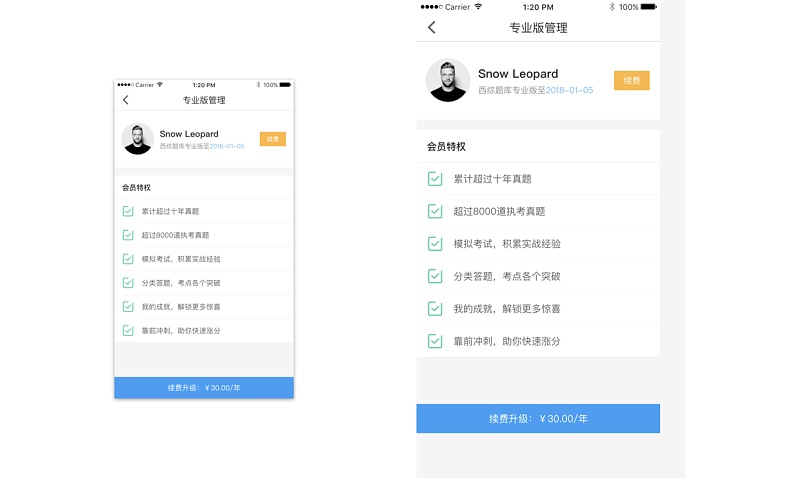 Carrier
1:20 PM
100%
专业版管理
Snow Leopard
西综题库专业版至2018-01-05
续费
会员特权
累计超过十年真题
超过8000道执考真题
模拟考试，积累实战经验
分类答题，考点各个突破
我的成就，解锁更多惊喜
靠前冲刺，助你快速涨分
续费升级：￥30.00/年
Carrier
1:20 PM
100%
专业版管理
Snow Leopard
西综题库专业版至2018-01-05
续费
会员特权
累计超过十年真题
超过8000道执考真题
模拟考试，积累实战经验
分类答题，考点各个突破
我的成就，解锁更多惊喜
靠前冲刺，助你快速涨分
续费升级：￥30.00/年